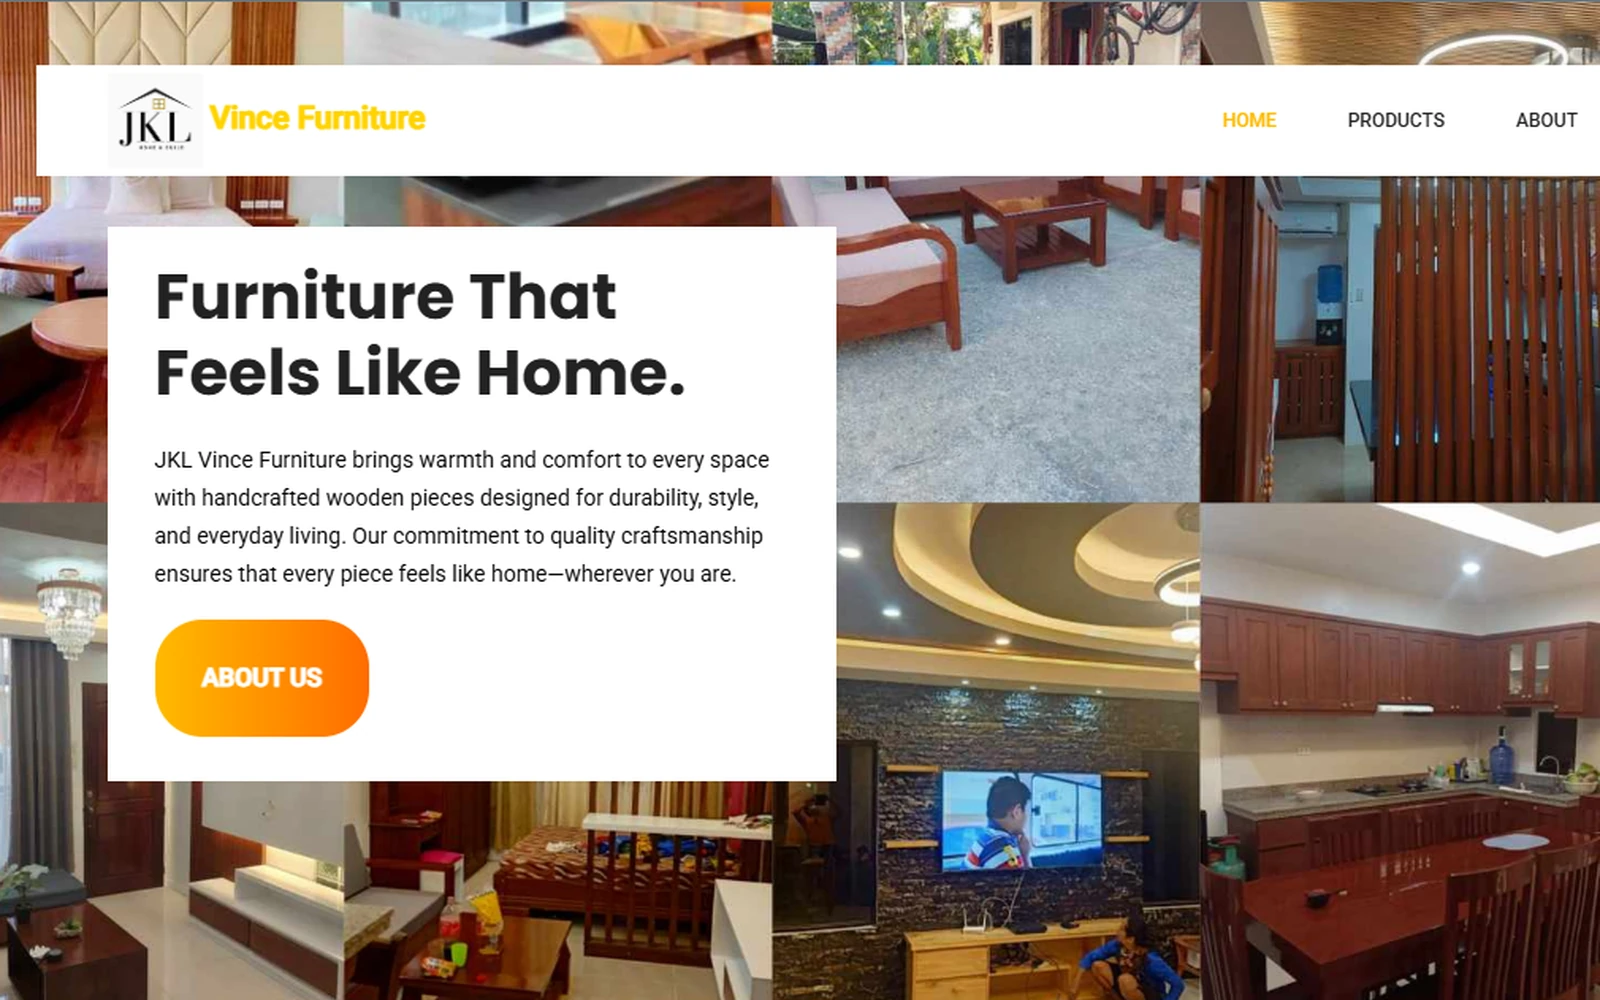 JKL
Vince Furniture
HOME
PRODUCTS
ABOUT
Furniture That
Feels Like Home.
JKL Vince Furniture brings warmth and comfort to every space
with handcrafted wooden pieces designed for durability, style,
and everyday living. Our commitment to quality craftsmanship
ensures that every piece feels like home—wherever you are.
ABOUT US